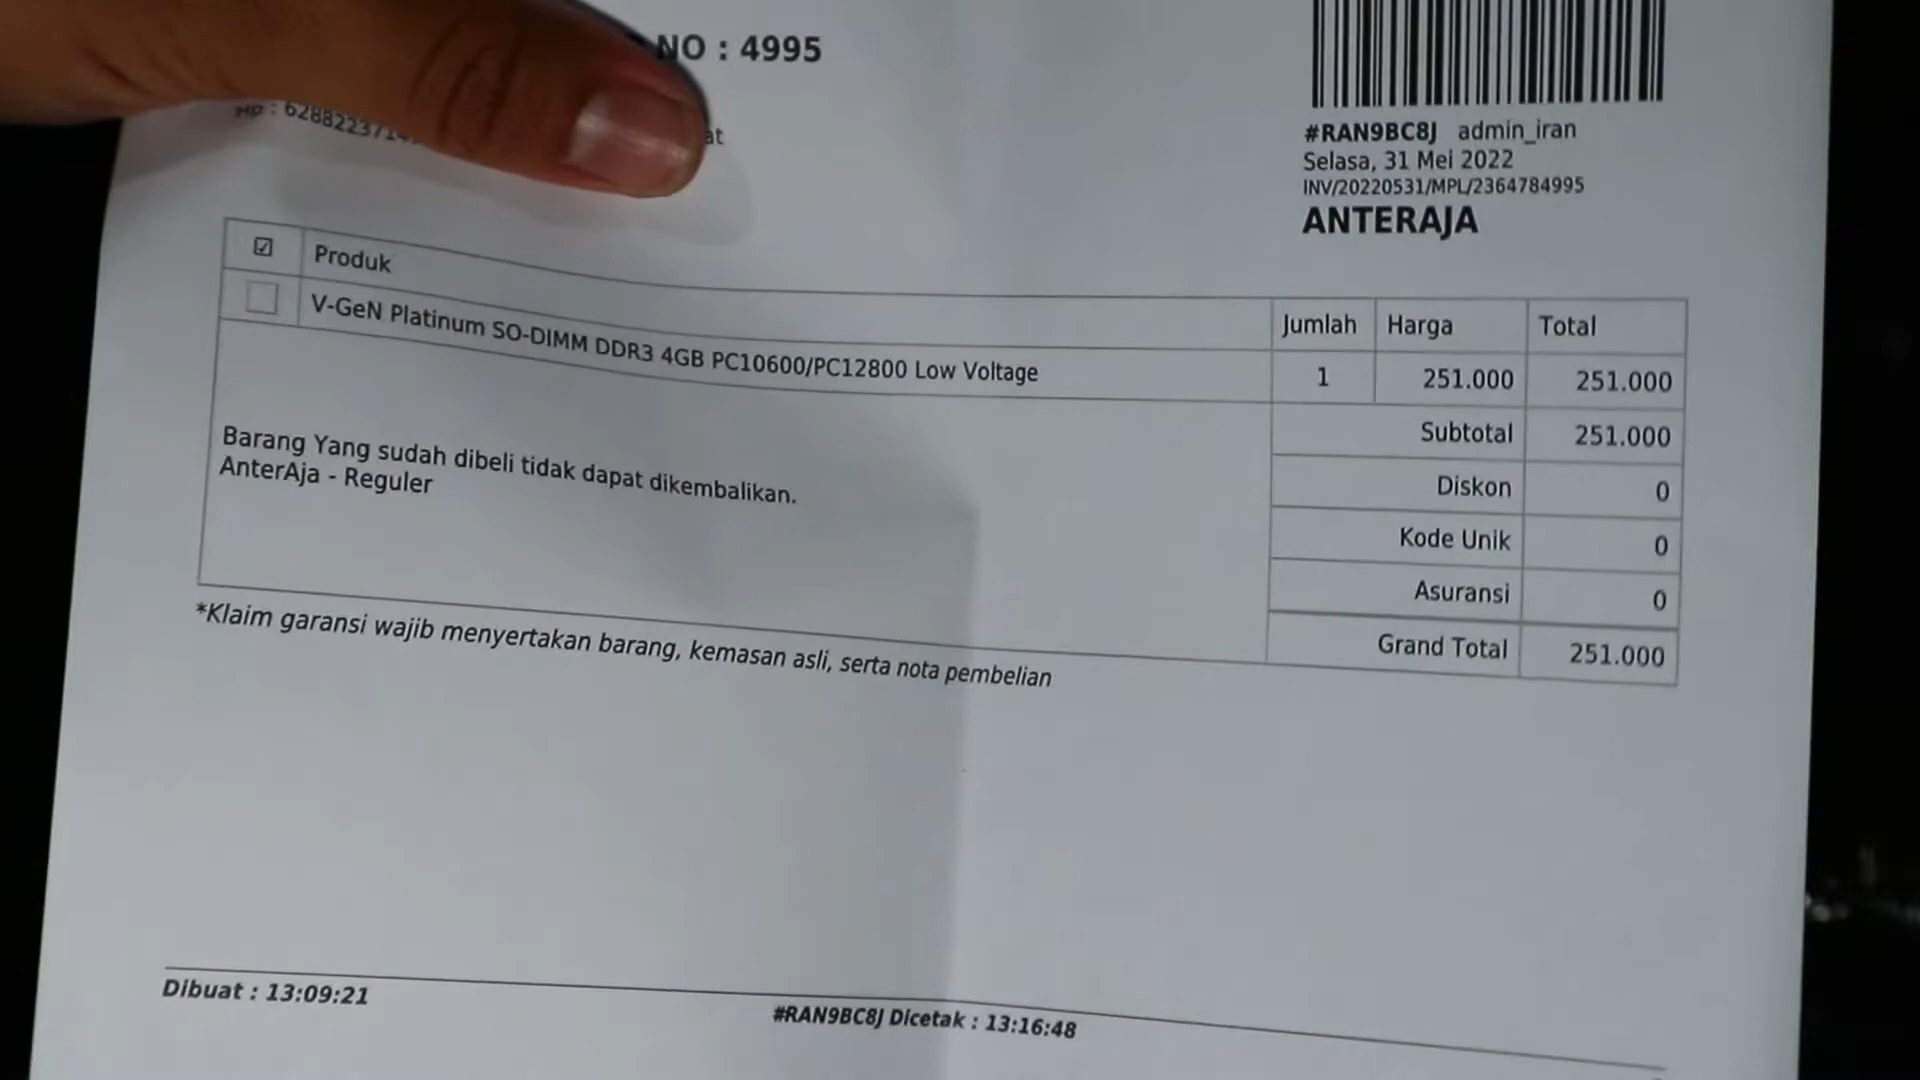 NO : 4995
Hp : 6288223714
at
#RAN9BC8J admin_iran
Selasa, 31 Mei 2022
INV/20220531/MPL/2364784995
ANTERAJA
☑ Produk Jumlah Harga Total
V-GeN Platinum SO-DIMM DDR3 4GB PC10600/PC12800 Low Voltage 1 251.000 251.000
Subtotal 251.000
Diskon 0
Kode Unik 0
Asuransi 0
Grand Total 251.000
Barang Yang sudah dibeli tidak dapat dikembalikan.
AnterAja - Reguler
*Klaim garansi wajib menyertakan barang, kemasan asli, serta nota pembelian
Dibuat : 13:09:21
#RAN9BC8J Dicetak : 13:16:48